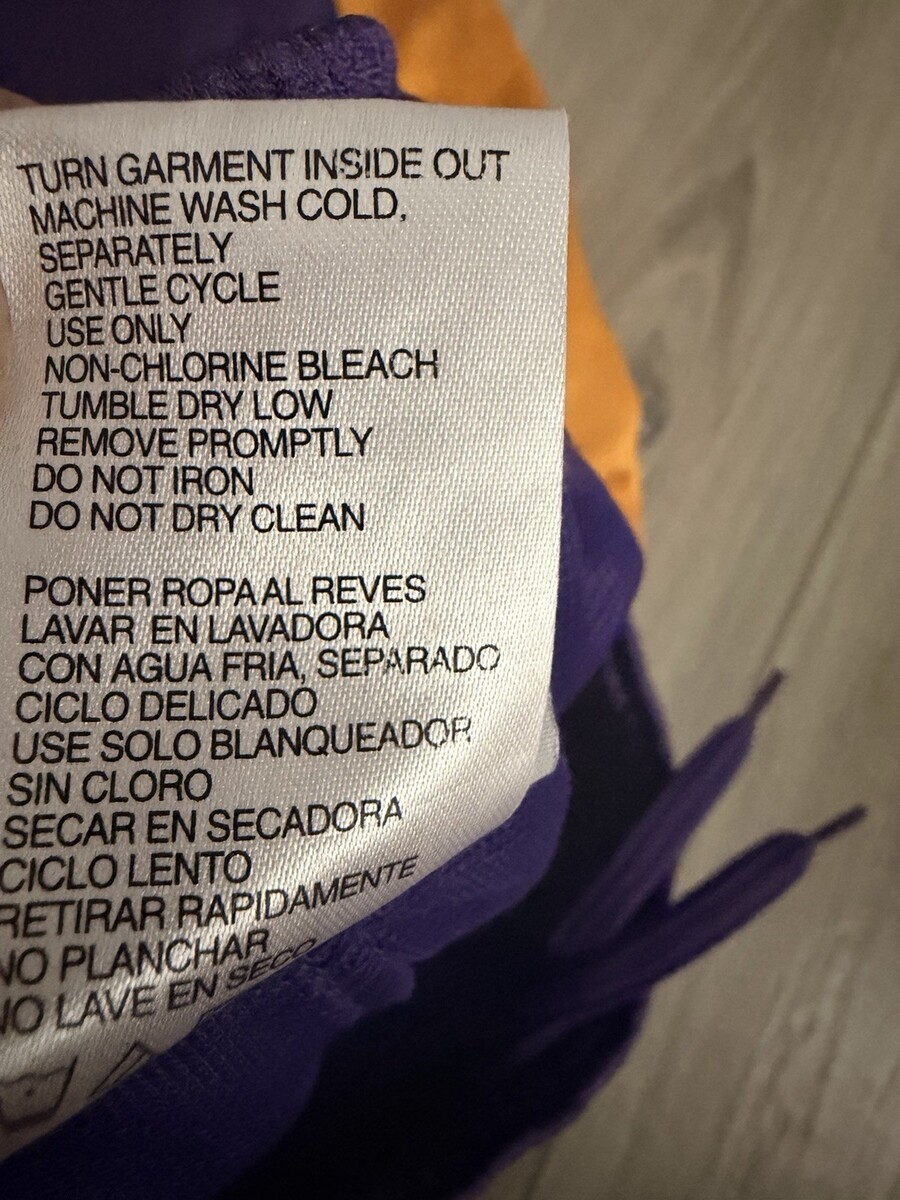 TURN GARMENT INSIDE OUT
MACHINE WASH COLD,
SEPARATELY
GENTLE CYCLE
USE ONLY
NON-CHLORINE BLEACH
TUMBLE DRY LOW
REMOVE PROMPTLY
DO NOT IRON
DO NOT DRY CLEAN
PONER ROPA AL REVES
LAVAR EN LAVADORA
CON AGUA FRIA, SEPARADO
CICLO DELICADO
USE SOLO BLANQUEADOR
SIN CLORO
SECAR EN SECADORA
CICLO LENTO
RETIRAR RAPIDAMENTE
NO PLANCHAR
NO LAVE EN SECO